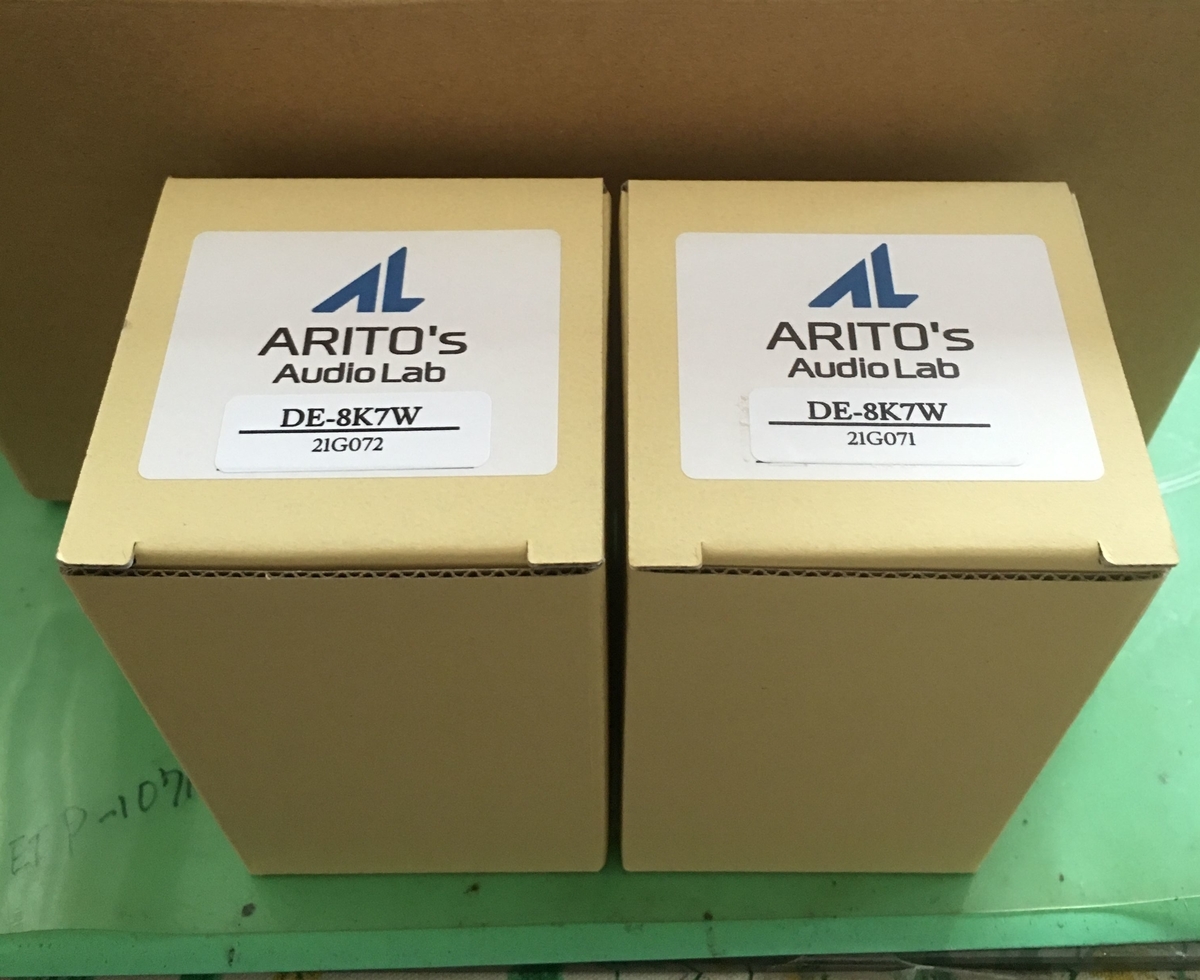 ARITO's
Audio Lab
DE-8K7W
21G072
ARITO's
Audio Lab
DE-8K7W
21G071